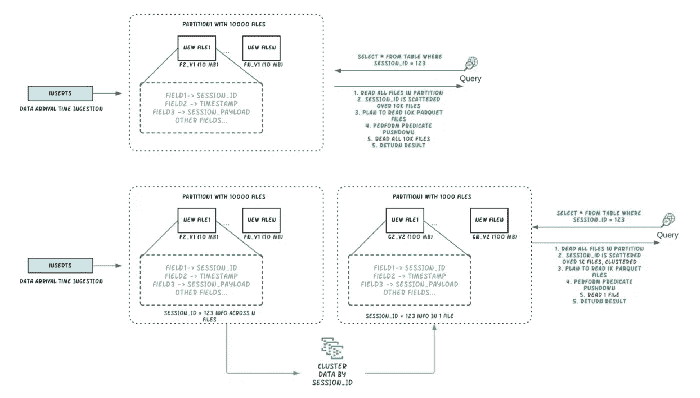 PARTITION1 WITH 10000 FILES
NEW FILE1
...
NEW FILEN
F2_V1 (10 MB)
FN_V1 (10 MB)
FIELD1-> SESSION_ID
FIELD2 -> TIMESTAMP
FIELD3 -> SESSION_PAYLOAD
OTHER FIELDS...
INSERTS
DATA ARRIVAL TIME INGESTION
SELECT * FROM TABLE WHERE
SESSION_ID = 123
Query
1. READ ALL FILES IN PARTITION
2. SESSION_ID IS SCATTERED
OVER 10K FILES
3. PLAN TO READ 10K PARQUET
FILES
4. PERFORM PREDICATE
PUSHDOWN
5. READ ALL 10K FILES
5. RETURN RESULT
PARTITION1 WITH 10000 FILES
NEW FILE1
...
NEW FILEN
F2_V1 (10 MB)
FN_V1 (10 MB)
FIELD1-> SESSION_ID
FIELD2 -> TIMESTAMP
FIELD3 -> SESSION_PAYLOAD
OTHER FIELDS...
SESSION_ID = 123 INFO ACROSS N
FILES
INSERTS
DATA ARRIVAL TIME INGESTION
PARTITION1 WITH 1000 FILES
NEW FILE1
...
NEW FILEN
G2_V2 (100 MB)
GN_V2 (100 MB)
FIELD1-> SESSION_ID
FIELD2 -> TIMESTAMP
FIELD3 -> SESSION_PAYLOAD
OTHER FIELDS...
SESSION_ID = 123 INFO IN 1 FILE
SELECT * FROM TABLE WHERE
SESSION_ID = 123
Query
1. READ ALL FILES IN PARTITION
2. SESSION_ID IS SCATTERED
OVER 1K FILES, CLUSTERED
3. PLAN TO READ 1K PARQUET
FILES
4. PERFORM PREDICATE
PUSHDOWN
5. READ 1 FILE
5. RETURN RESULT
CLUSTER
DATA BY
SESSION_ID